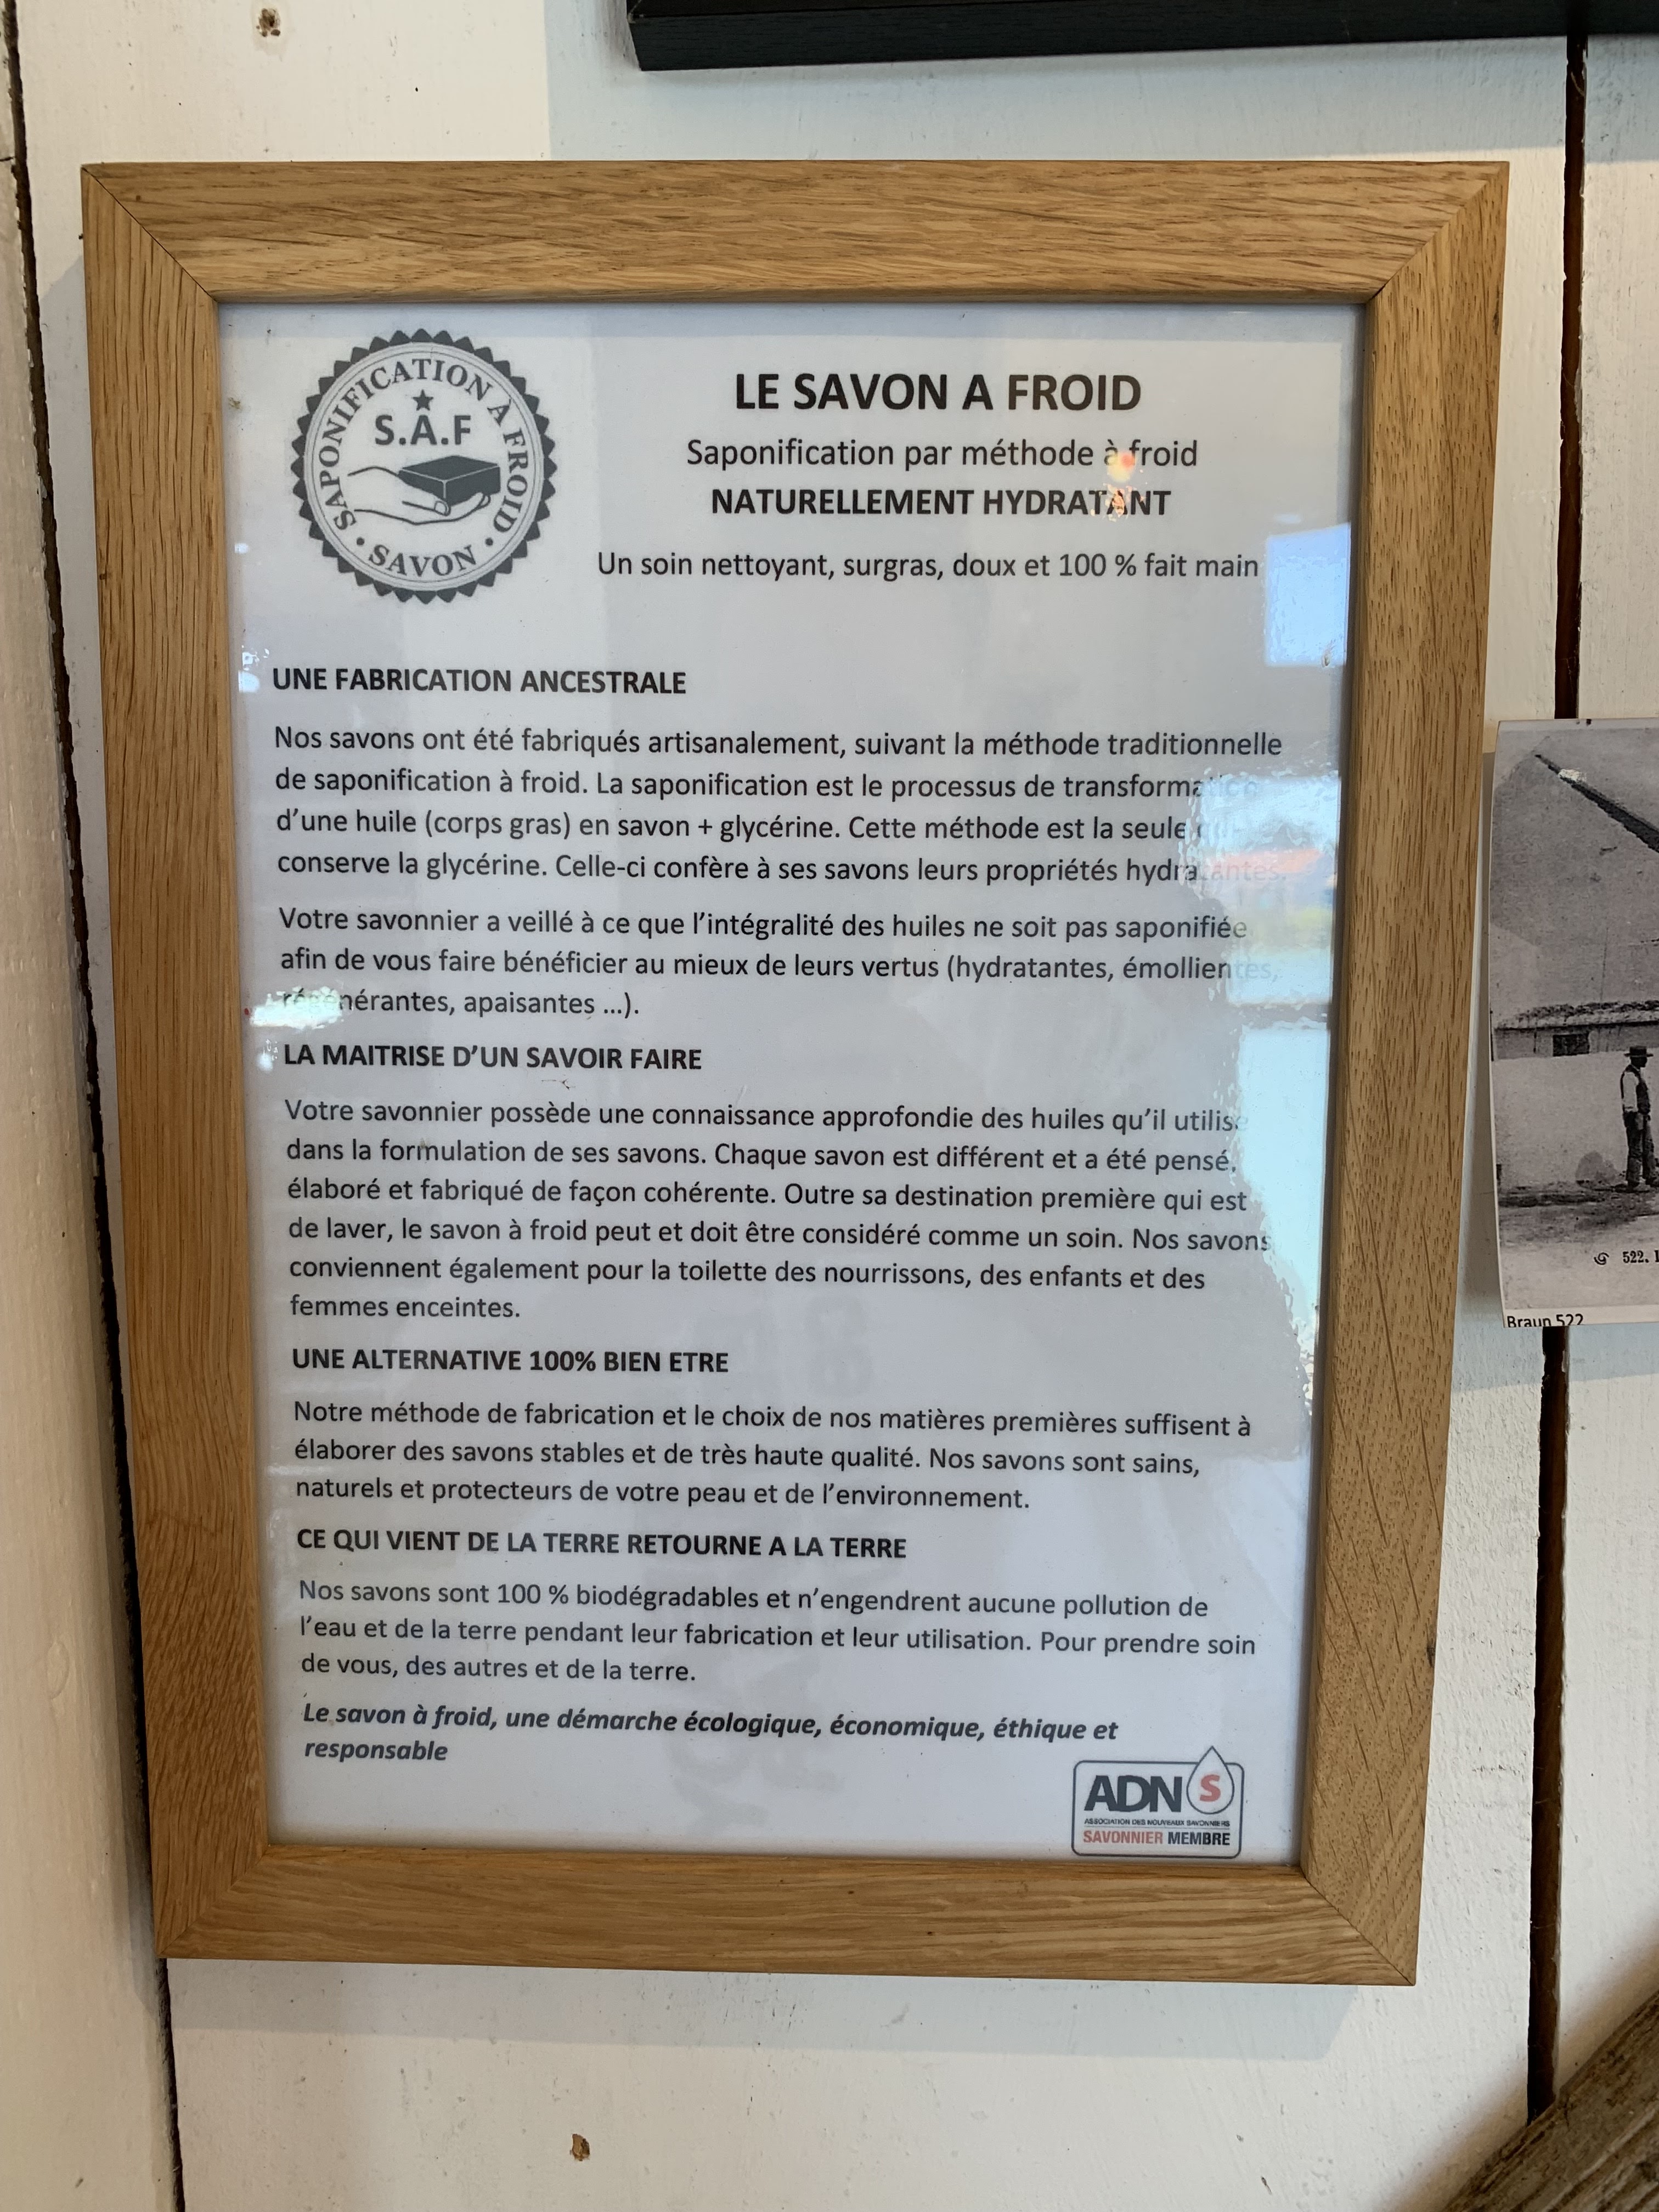 SAPONIFICATION A FROID
S.A.F
• SAVON •
LE SAVON A FROID
Saponification par méthode à froid
NATURELLEMENT HYDRATANT
Un soin nettoyant, surgras, doux et 100 % fait main
UNE FABRICATION ANCESTRALE
Nos savons ont été fabriqués artisanalement, suivant la méthode traditionnelle
de saponification à froid. La saponification est le processus de
d'une huile (corps gras) en savon + glycérine. Cette méthode est la seule
conserve la glycérine. Celle-ci confère à ses savons leurs propriétés hydratantes.
Votre savonnier a veillé à ce que l'intégralité des huiles ne soit pas saponifiée
afin de vous faire bénéficier au mieux de leurs vertus (hydratantes, émollientes,
régénérantes, apaisantes ...).
LA MAITRISE D'UN SAVOIR FAIRE
Votre savonnier possède une connaissance approfondie des huiles qu'il utilise
dans la formulation de ses savons. Chaque savon est différent et a été pensé,
élaboré et fabriqué de façon cohérente. Outre sa destination première qui est
de laver, le savon à froid peut et doit être considéré comme un soin. Nos savons
conviennent également pour la toilette des nourrissons, des enfants et des
femmes enceintes.
UNE ALTERNATIVE 100% BIEN ETRE
Notre méthode de fabrication et le choix de nos matières premières suffisent à
élaborer des savons stables et de très haute qualité. Nos savons sont sains,
naturels et protecteurs de votre peau et de l'environnement.
CE QUI VIENT DE LA TERRE RETOURNE A LA TERRE
Nos savons sont 100 % biodégradables et n'engendrent aucune pollution de
l'eau et de la terre pendant leur fabrication et leur utilisation. Pour prendre soin
de vous, des autres et de la terre.
Le savon à froid, une démarche écologique, économique, éthique et
responsable
ADN S
ASSOCIATION DES NOUVEAUX SAVONNIERS
SAVONNIER MEMBRE
522.
Braun 522